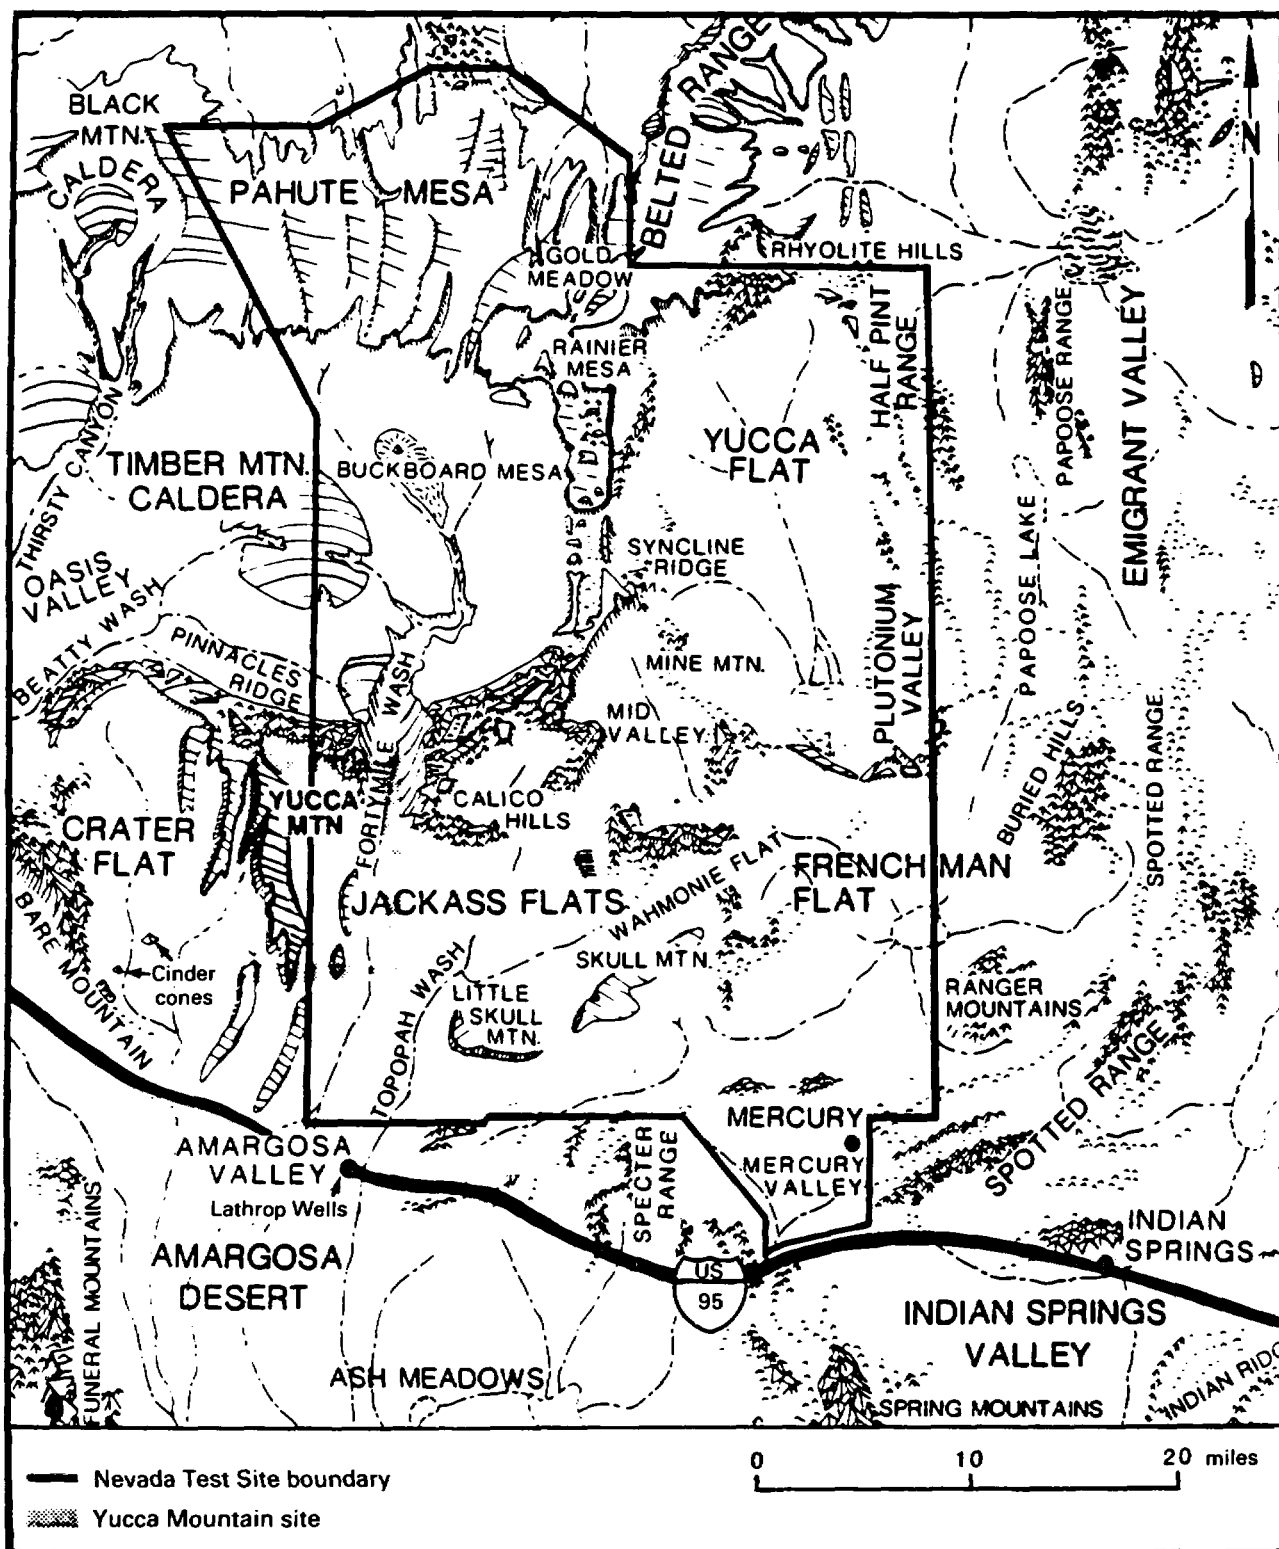 BLACK
MTN.
CALDERA
PAHUTE MESA
BELTED RANGE
N
GOLD
MEADOW
RHYOLITE HILLS
RAINIER
MESA
HALF PINT
RANGE
PAPOOSE RANGE
EMIGRANT VALLEY
THIRSTY CANYON
TIMBER MTN.
CALDERA
BUCKBOARD MESA
YUCCA
FLAT
OASIS
VALLEY
BEATTY WASH
SYNCLINE
RIDGE
PAPOOSE LAKE
PINNACLES
RIDGE
MINE MTN.
PLUTONIUM
VALLEY
MID
VALLEY
FORTYMILE WASH
BURIED HILLS
SPOTTED RANGE
CRATER
FLAT
YUCCA
MTN
CALICO
HILLS
BARE MOUNTAIN
JACKASS FLATS
WAHMONIE FLAT
FRENCHMAN
FLAT
Cinder
cones
TOPOPAH WASH
SKULL MTN.
LITTLE
SKULL
MTN.
RANGER
MOUNTAINS
SPOTTED RANGE
AMARGOSA
VALLEY
Lathrop Wells
SPECTER
RANGE
MERCURY
MERCURY
VALLEY
FUNERAL MOUNTAINS
AMARGOSA
DESERT
US
95
INDIAN
SPRINGS
INDIAN SPRINGS
VALLEY
ASH MEADOWS
SPRING MOUNTAINS
INDIAN RIDG
Nevada Test Site boundary
Yucca Mountain site
0 10 20 miles